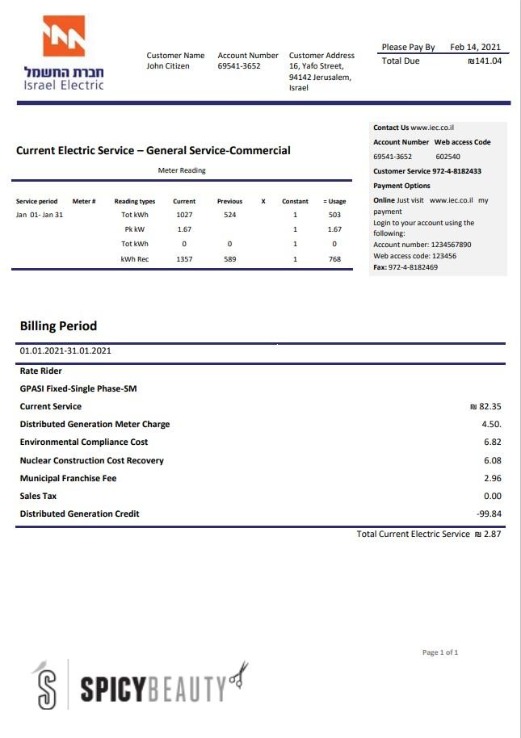 חברת החשמל
Israel Electric
Customer Name Account Number Customer Address
John Citizen 69541-3652 16, Yafo Street,
94142 Jerusalem,
Israel
Please Pay By Feb 14, 2021
Total Due ₪141.04
Contact Us www.iec.co.il
Account Number Web access Code
69541-3652 602540
Customer Service 972-4-8182433
Payment Options
Online Just visit www.iec.co.il my
payment
Login to your account using the
following:
Account number: 1234567890
Web access code: 123456
Fax: 972-4-8182469
Current Electric Service – General Service-Commercial
Meter Reading
Service period Meter # Reading types Current Previous X Constant = Usage
Jan 01- Jan 31 Tot kWh 1027 524 1 503
Pk kW 1.67 1 1.67
Tot kWh 0 0 1 0
kWh Rec 1357 589 1 768
Billing Period
01.01.2021-31.01.2021
Rate Rider
GPASI Fixed-Single Phase-SM
Current Service ₪ 82.35
Distributed Generation Meter Charge 4.50.
Environmental Compliance Cost 6.82
Nuclear Construction Cost Recovery 6.08
Municipal Franchise Fee 2.96
Sales Tax 0.00
Distributed Generation Credit -99.84
Total Current Electric Service ₪ 2.87
Page 1 of 1
SPICYBEAUTY